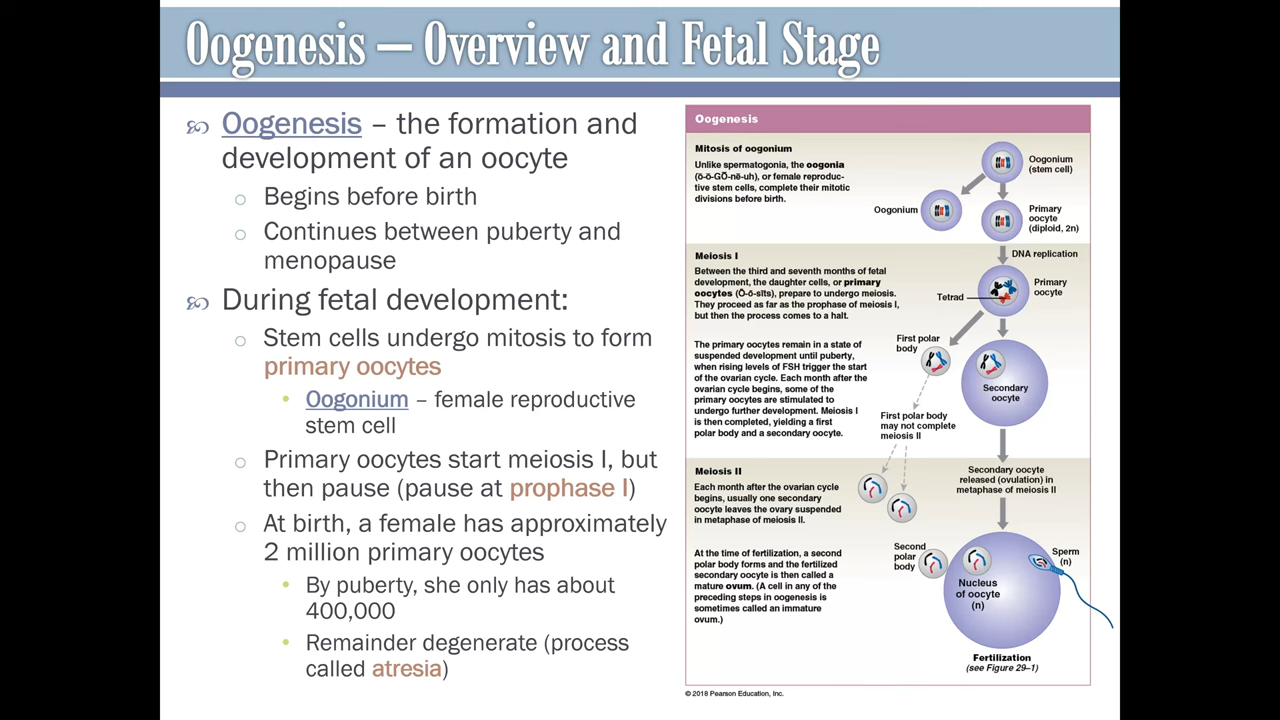 Oogenesis – Overview and Fetal Stage
Oogenesis – the formation and
development of an oocyte
Begins before birth
Continues between puberty and
menopause
During fetal development:
Stem cells undergo mitosis to form
primary oocytes
Oogonium – female reproductive
stem cell
Primary oocytes start meiosis I, but
then pause (pause at prophase I)
At birth, a female has approximately
2 million primary oocytes
By puberty, she only has about
400,000
Remainder degenerate (process
called atresia)
Oogenesis
Mitosis of oogonium
Unlike spermatogonia, the oogonia
(ō-ō-GŌ-nē-uh), or female reproduc-
tive stem cells, complete their mitotic
divisions before birth.
Oogonium
(stem cell)
Oogonium
Primary
oocyte
(diploid, 2n)
DNA replication
Meiosis I
Between the third and seventh months of fetal
development, the daughter cells, or primary
oocytes (Ō-ō-sīts), prepare to undergo meiosis.
They proceed as far as the prophase of meiosis I,
but then the process comes to a halt.
Tetrad
Primary
oocyte
The primary oocytes remain in a state of
suspended development until puberty,
when rising levels of FSH trigger the start
of the ovarian cycle. Each month after the
ovarian cycle begins, some of the
primary oocytes are stimulated to
undergo further development. Meiosis I
is then completed, yielding a first
polar body and a secondary oocyte.
First polar
body
Secondary
oocyte
First polar body
may not complete
meiosis II
Meiosis II
Each month after the ovarian cycle
begins, usually one secondary
oocyte leaves the ovary suspended
in metaphase of meiosis II.
Secondary oocyte
released (ovulation) in
metaphase of meiosis II
At the time of fertilization, a second
polar body forms and the fertilized
secondary oocyte is then called a
mature ovum. (A cell in any of the
preceding steps in oogenesis is
sometimes called an immature
ovum.)
Second
polar
body
Nucleus
of oocyte
(n)
Sperm
(n)
Fertilization
(see Figure 29–1)
© 2018 Pearson Education, Inc.